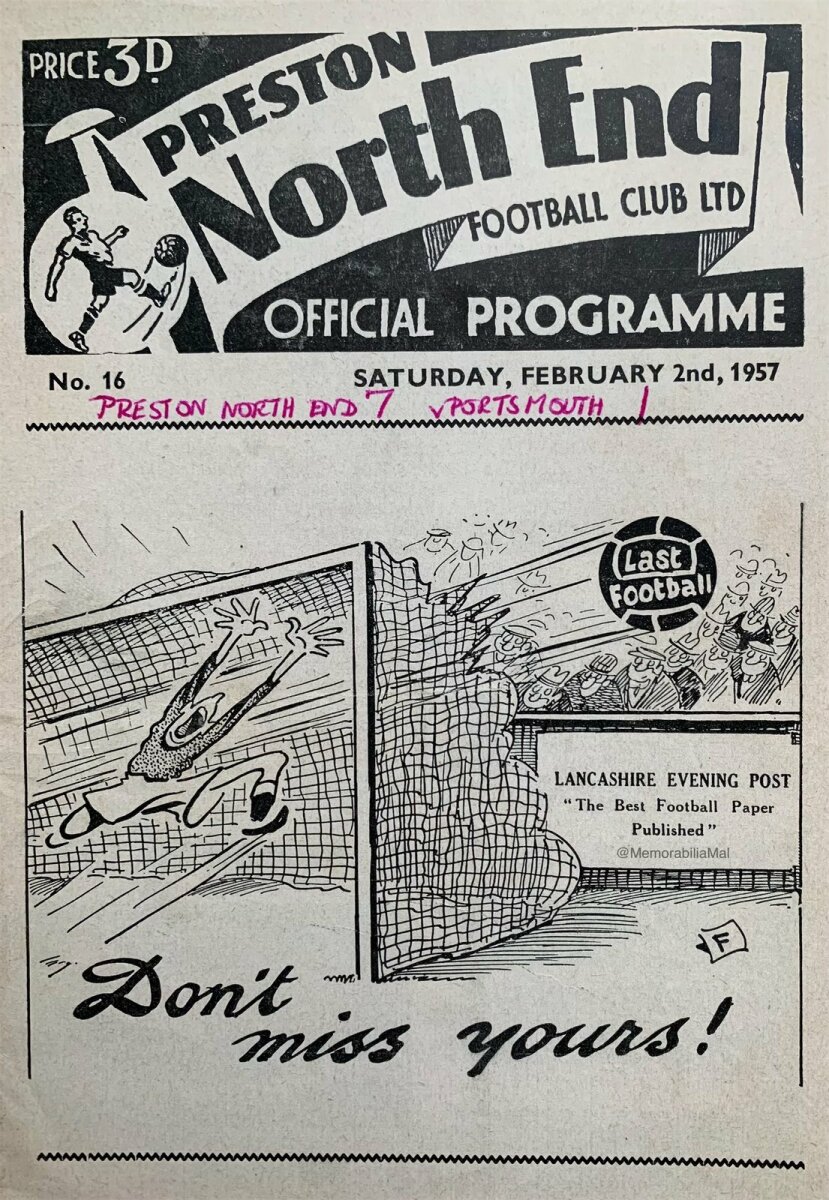 PRICE 3D.
PRESTON
North End
FOOTBALL CLUB LTD
OFFICIAL PROGRAMME
No. 16 SATURDAY, FEBRUARY 2nd, 1957
PRESTON NORTH END 7 v PORTSMOUTH 1
Last
Football
LANCASHIRE EVENING POST
"The Best Football Paper
Published"
@MemorabiliaMal
F
Don't
miss yours!